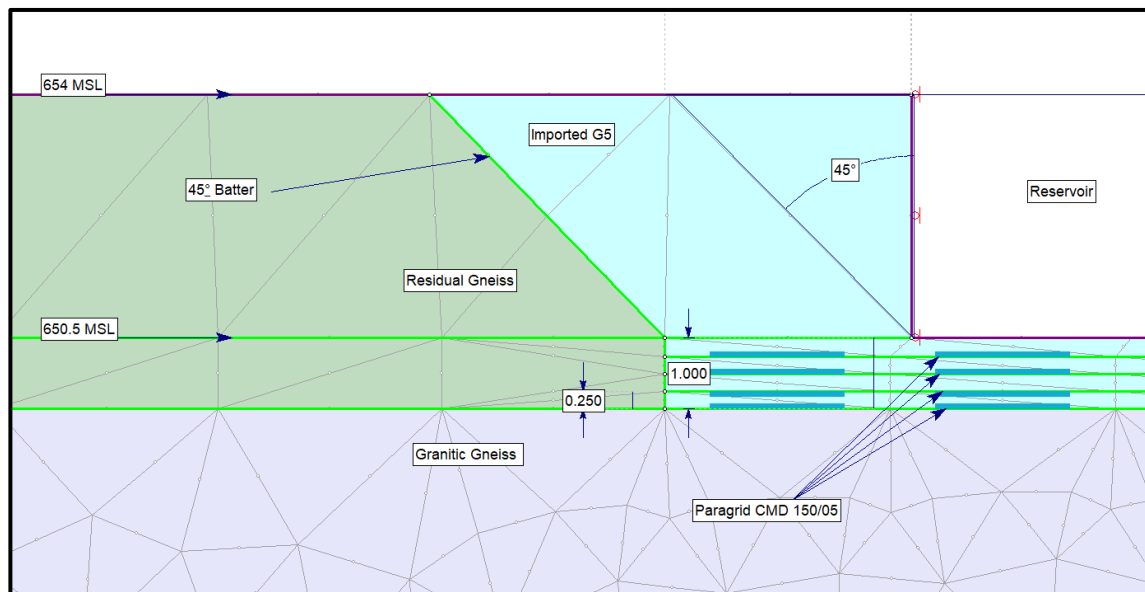 654 MSL
Imported G5
45° Batter
45°
Reservoir
Residual Gneiss
650.5 MSL
1.000
0.250
Granitic Gneiss
Paragrid CMD 150/05